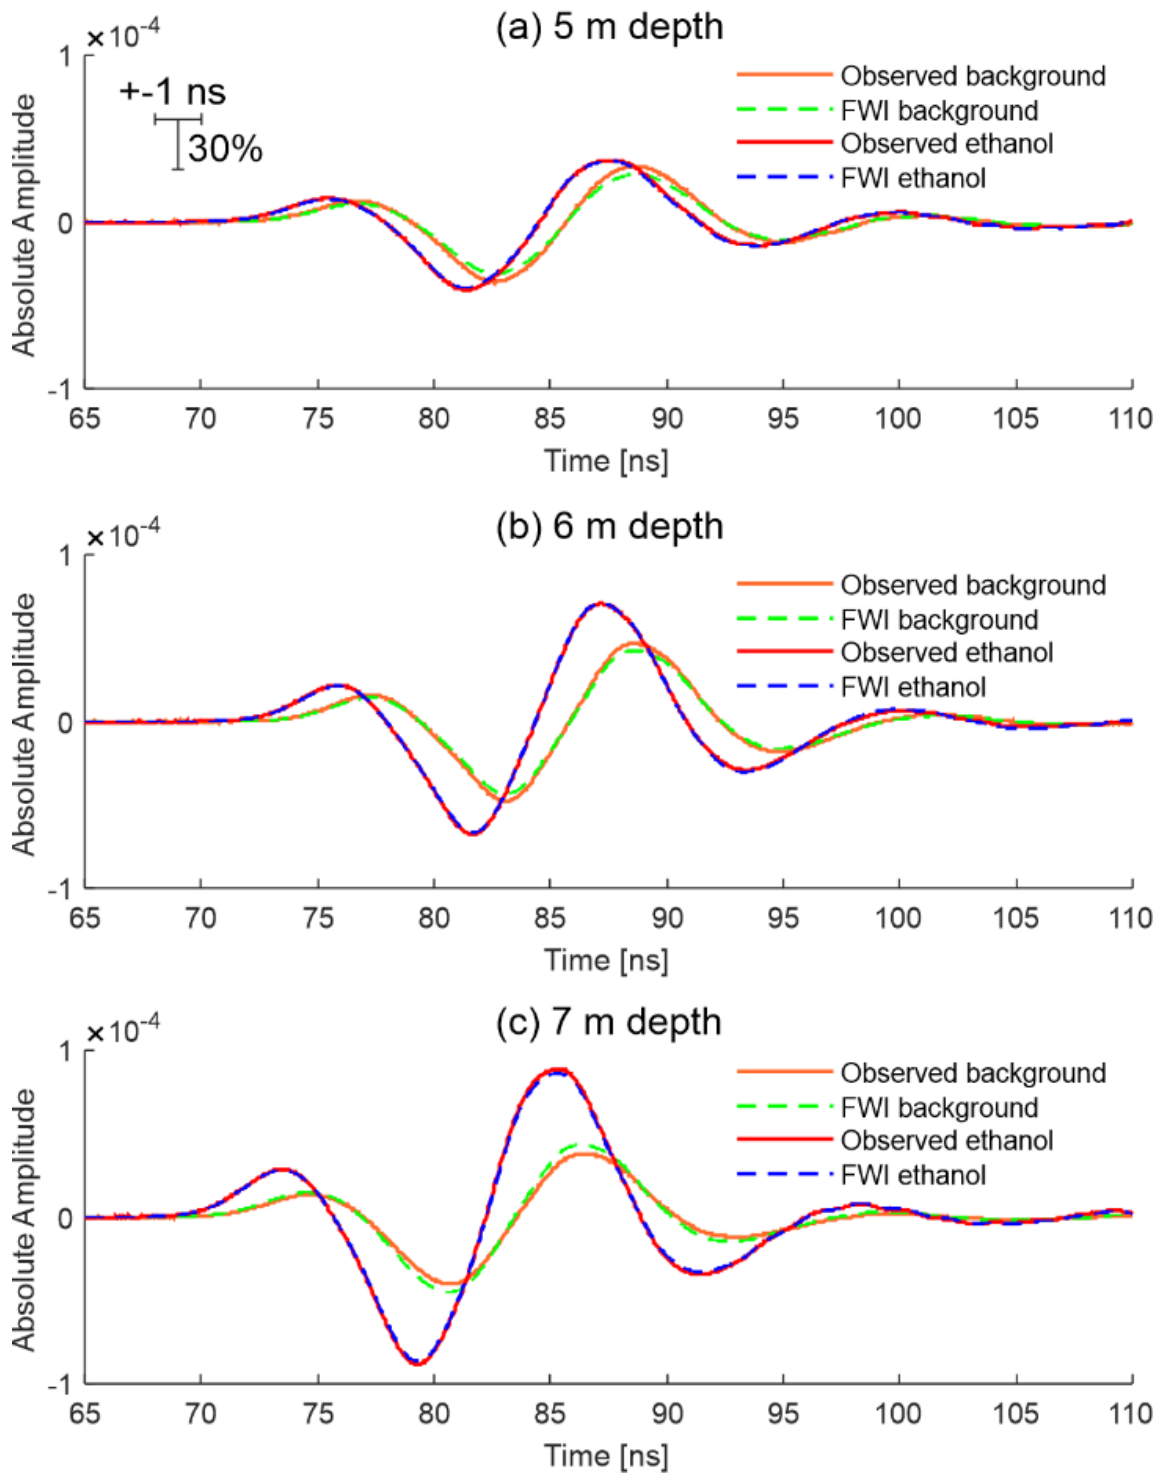 (a) 5 m depth
×10-4
1
0
-1
+-1 ns
30%
Observed background
FWI background
Observed ethanol
FWI ethanol
Absolute Amplitude
65 70 75 80 85 90 95 100 105 110
Time [ns]
(b) 6 m depth
×10-4
1
0
-1
Observed background
FWI background
Observed ethanol
FWI ethanol
Absolute Amplitude
65 70 75 80 85 90 95 100 105 110
Time [ns]
(c) 7 m depth
×10-4
1
0
-1
Observed background
FWI background
Observed ethanol
FWI ethanol
Absolute Amplitude
65 70 75 80 85 90 95 100 105 110
Time [ns]